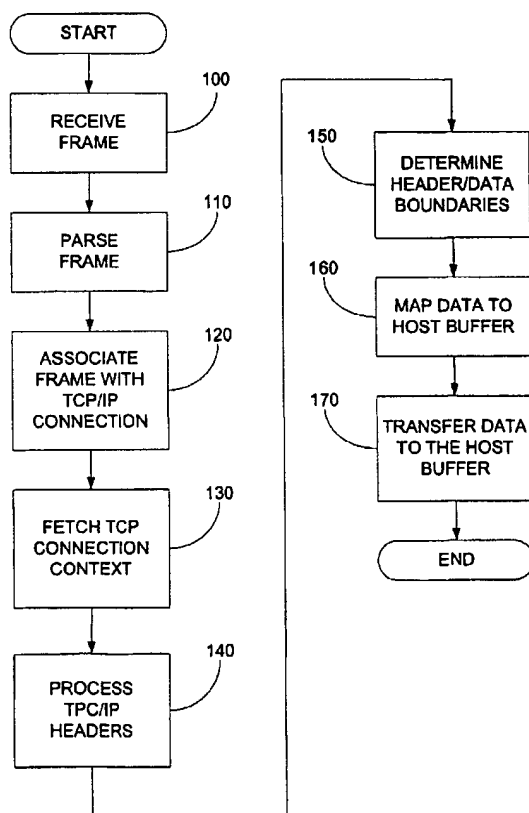 START
100
RECEIVE
FRAME
110
PARSE
FRAME
120
ASSOCIATE
FRAME WITH
TCP/IP
CONNECTION
130
FETCH TCP
CONNECTION
CONTEXT
140
PROCESS
TPC/IP
HEADERS
150
DETERMINE
HEADER/DATA
BOUNDARIES
160
MAP DATA TO
HOST BUFFER
170
TRANSFER DATA
TO THE HOST
BUFFER
END